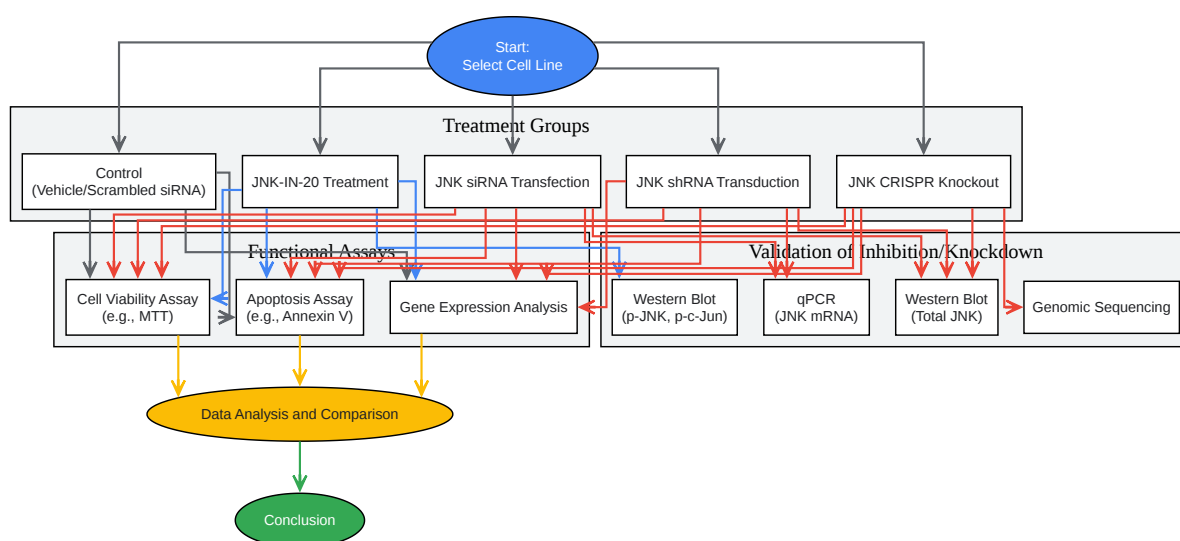 Start:
Select Cell Line
Treatment Groups
Control
(Vehicle/Scrambled siRNA)
JNK-IN-20 Treatment
JNK siRNA Transfection
JNK shRNA Transduction
JNK CRISPR Knockout
Functional Assays
Validation of Inhibition/Knockdown
Cell Viability Assay
(e.g., MTT)
Apoptosis Assay
(e.g., Annexin V)
Gene Expression Analysis
Western Blot
(p-JNK, p-c-Jun)
qPCR
(JNK mRNA)
Western Blot
(Total JNK)
Genomic Sequencing
Data Analysis and Comparison
Conclusion